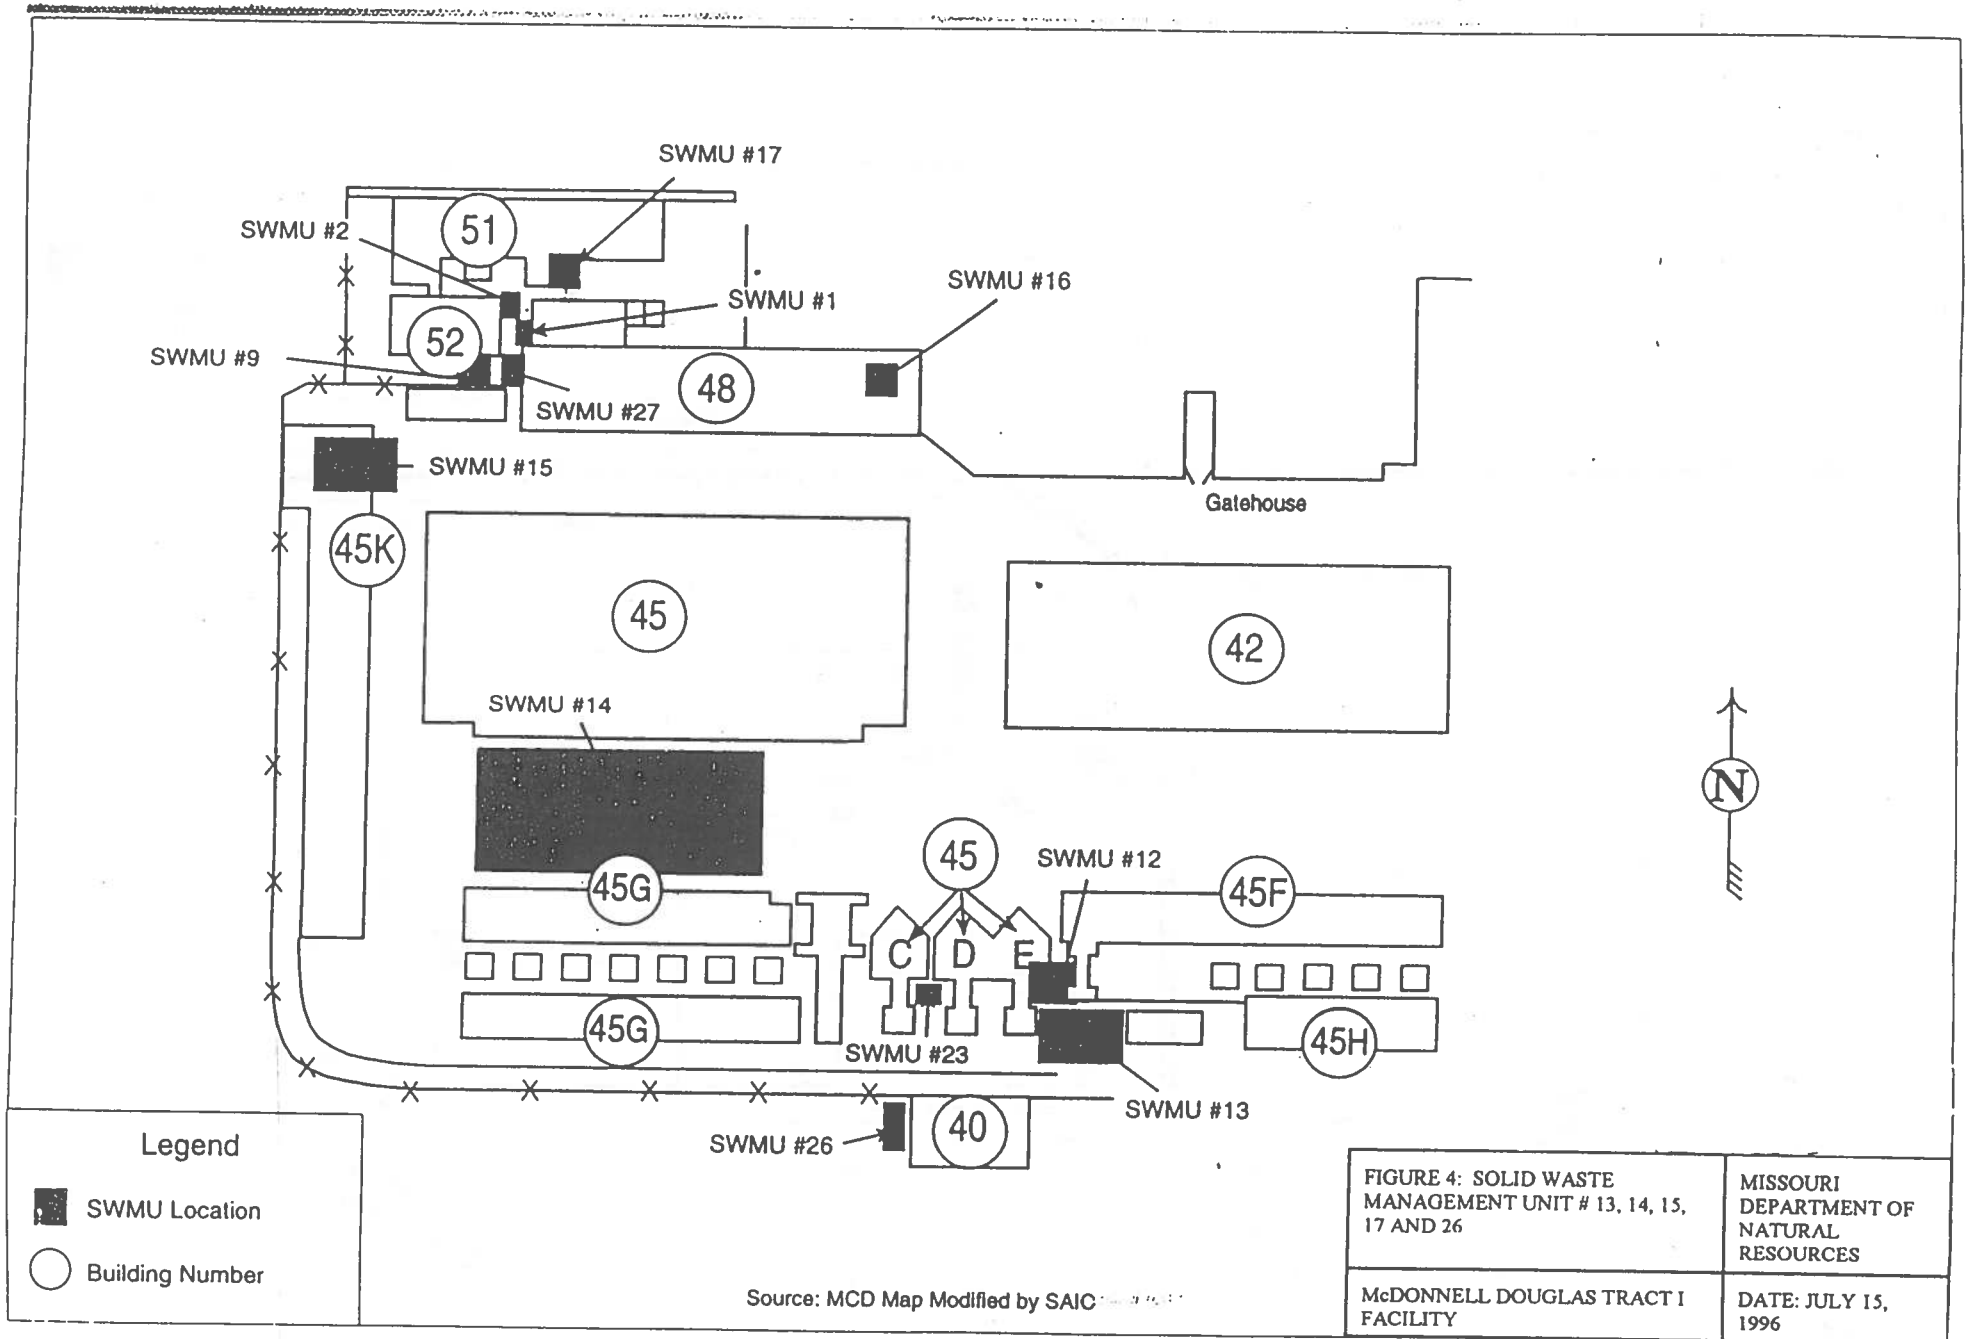 SWMU #17
SWMU #2
51
SWMU #16
SWMU #1
52
SWMU #9
48
SWMU #27
SWMU #15
Gatehouse
45K
45
42
SWMU #14
N
45
SWMU #12
45G
45F
C
D
E
45G
45H
SWMU #23
SWMU #13
40
SWMU #26
Legend
SWMU Location
Building Number
Source: MCD Map Modified by SAIC
FIGURE 4: SOLID WASTE
MANAGEMENT UNIT # 13, 14, 15,
17 AND 26
MISSOURI
DEPARTMENT OF
NATURAL
RESOURCES
McDONNELL DOUGLAS TRACT I
FACILITY
DATE: JULY 15,
1996